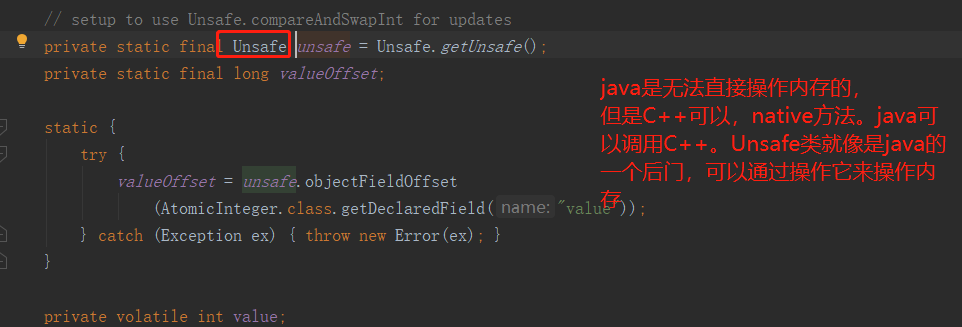 // setup to use Unsafe.compareAndSwapInt for updates
private static final Unsafe unsafe = Unsafe.getUnsafe();
private static final long valueOffset;
java是无法直接操作内存的，
但是C++可以，native方法。java可
以调用C++。Unsafe类就像是java的
一个后门，可以通过操作它来操作内
存
static {
try {
valueOffset = unsafe.objectFieldOffset
(AtomicInteger.class.getDeclaredField( name: "value"));
} catch (Exception ex) { throw new Error(ex); }
}
private volatile int value;